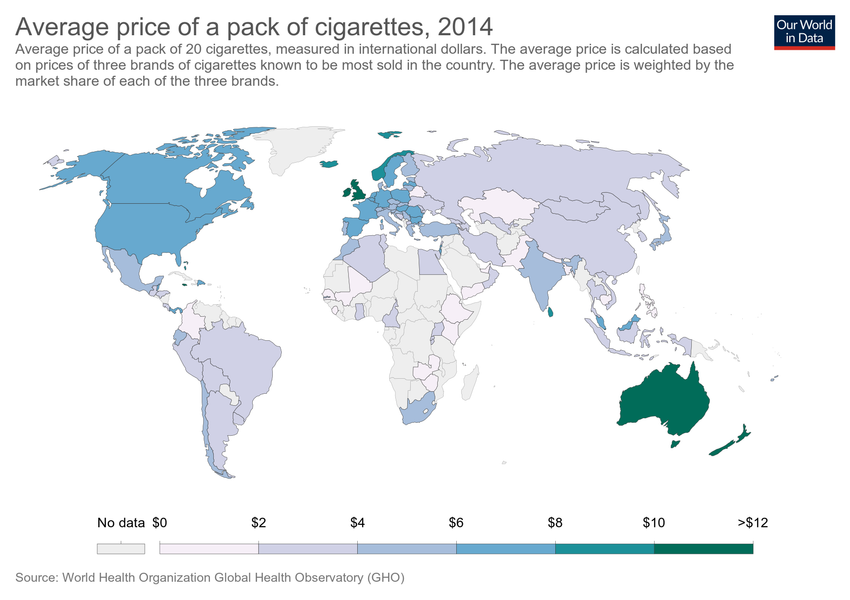 Average price of a pack of cigarettes, 2014
Our World
in Data
Average price of a pack of 20 cigarettes, measured in international dollars. The average price is calculated based
on prices of three brands of cigarettes known to be most sold in the country. The average price is weighted by the
market share of each of the three brands.
No data $0 $2 $4 $6 $8 $10 >$12
Source: World Health Organization Global Health Observatory (GHO)